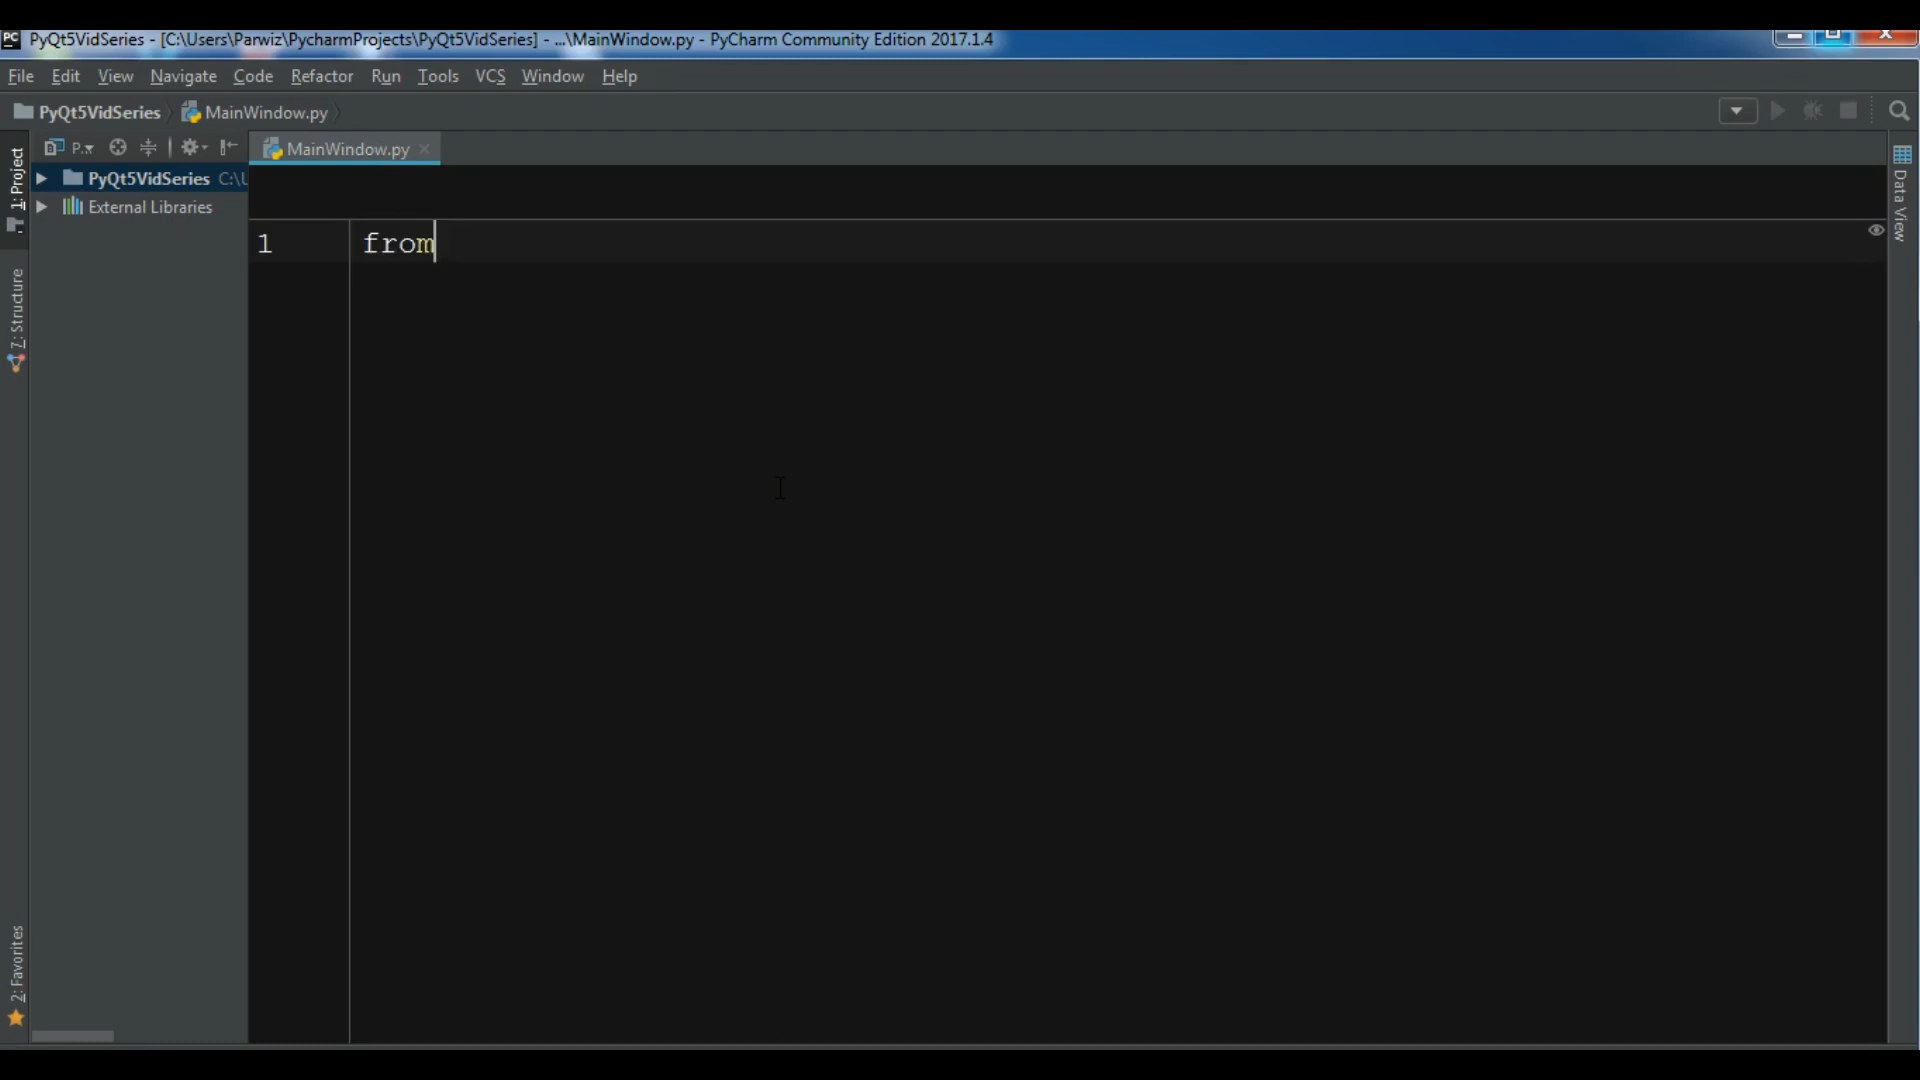 PC PyQt5VidSeries - [C:\Users\Parwiz\PycharmProjects\PyQt5VidSeries] - ...\MainWindow.py - PyCharm Community Edition 2017.1.4
File Edit View Navigate Code Refactor Run Tools VCS Window Help
PyQt5VidSeries MainWindow.py
P.. MainWindow.py
PyQt5VidSeries C:\U
External Libraries
1 from
1: Project
7: Structure
2: Favorites
Data View